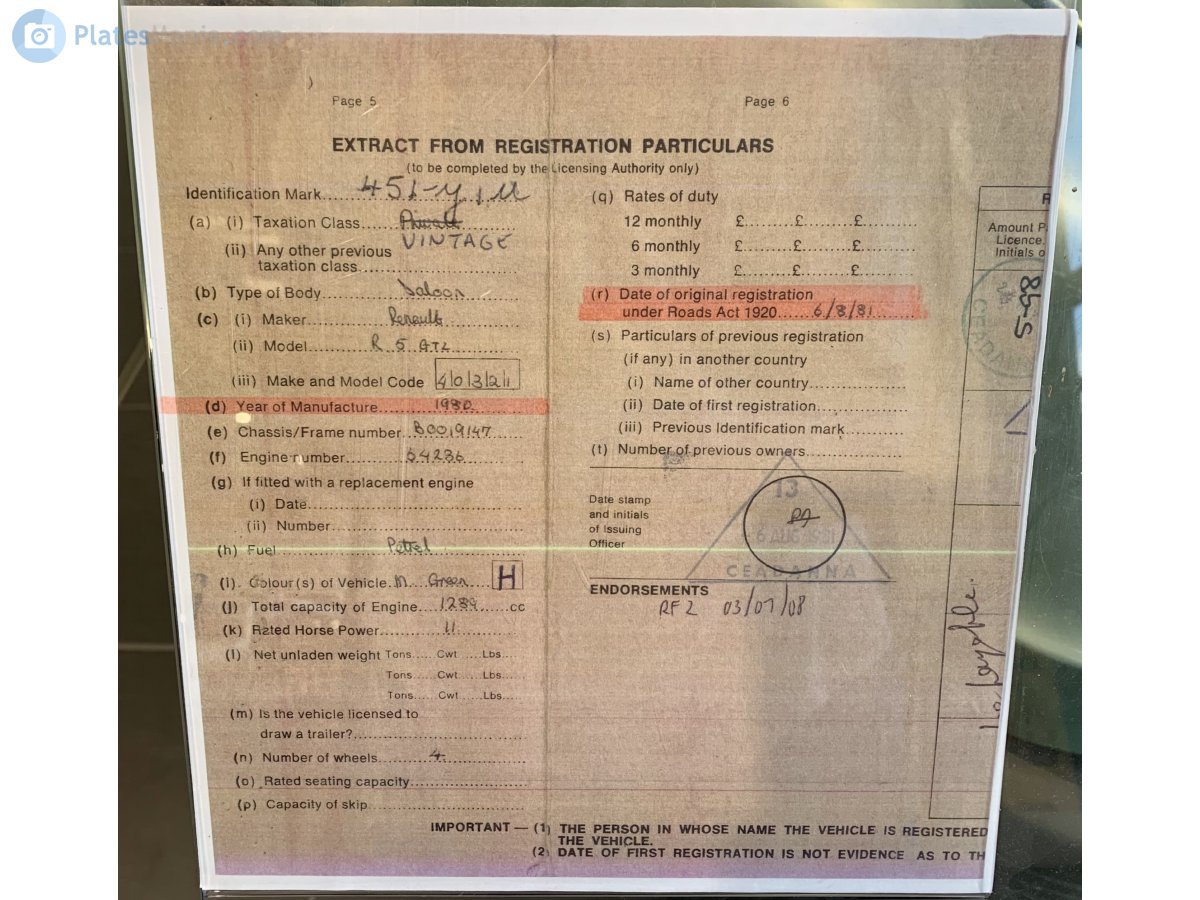 Page 5
EXTRACT FROM REGISTRATION PARTICULARS
(to be completed by the Licensing Authority only)
Identification Mark
(a) (i) Taxation Class Private
VINTAGE
(ii) Any other previous
taxation class
(b) Type of Body Saloon
(c) (i) Maker Renault
(ii) Model R 5 GTL
(iii) Make and Model Code 4 0 3 2 1
(d) Year of Manufacture 1980
(e) Chassis/Frame number B0019147
(f) Engine number 64286
(g) If fitted with a replacement engine
(i) Date
(ii) Number
(h) Fuel Petrol
(i) Colour(s) of Vehicle M Green H
(j) Total capacity of Engine 1289 cc
(k) Rated Horse Power 11
(l) Net unladen weight Tons Cwt Lbs
Tons Cwt Lbs
Tons Cwt Lbs
(m) Is the vehicle licensed to
draw a trailer?
(n) Number of wheels 4
(o) Rated seating capacity
(p) Capacity of skip
Page 6
(q) Rates of duty
12 monthly £ £ £
6 monthly £ £ £
3 monthly £ £ £
(r) Date of original registration
under Roads Act 1920 6/8/81
(s) Particulars of previous registration
(if any) in another country
(i) Name of other country
(ii) Date of first registration
(iii) Previous Identification mark
(t) Number of previous owners
Date stamp
and initials
of Issuing
Officer
13
6 AUG 1981
CEADANNA
ENDORSEMENTS
RF 2 03/07/08
Amount
Licence
Initials
IMPORTANT — (1) THE PERSON IN WHOSE NAME THE VEHICLE IS REGISTERED
THE VEHICLE.
(2) DATE OF FIRST REGISTRATION IS NOT EVIDENCE AS TO